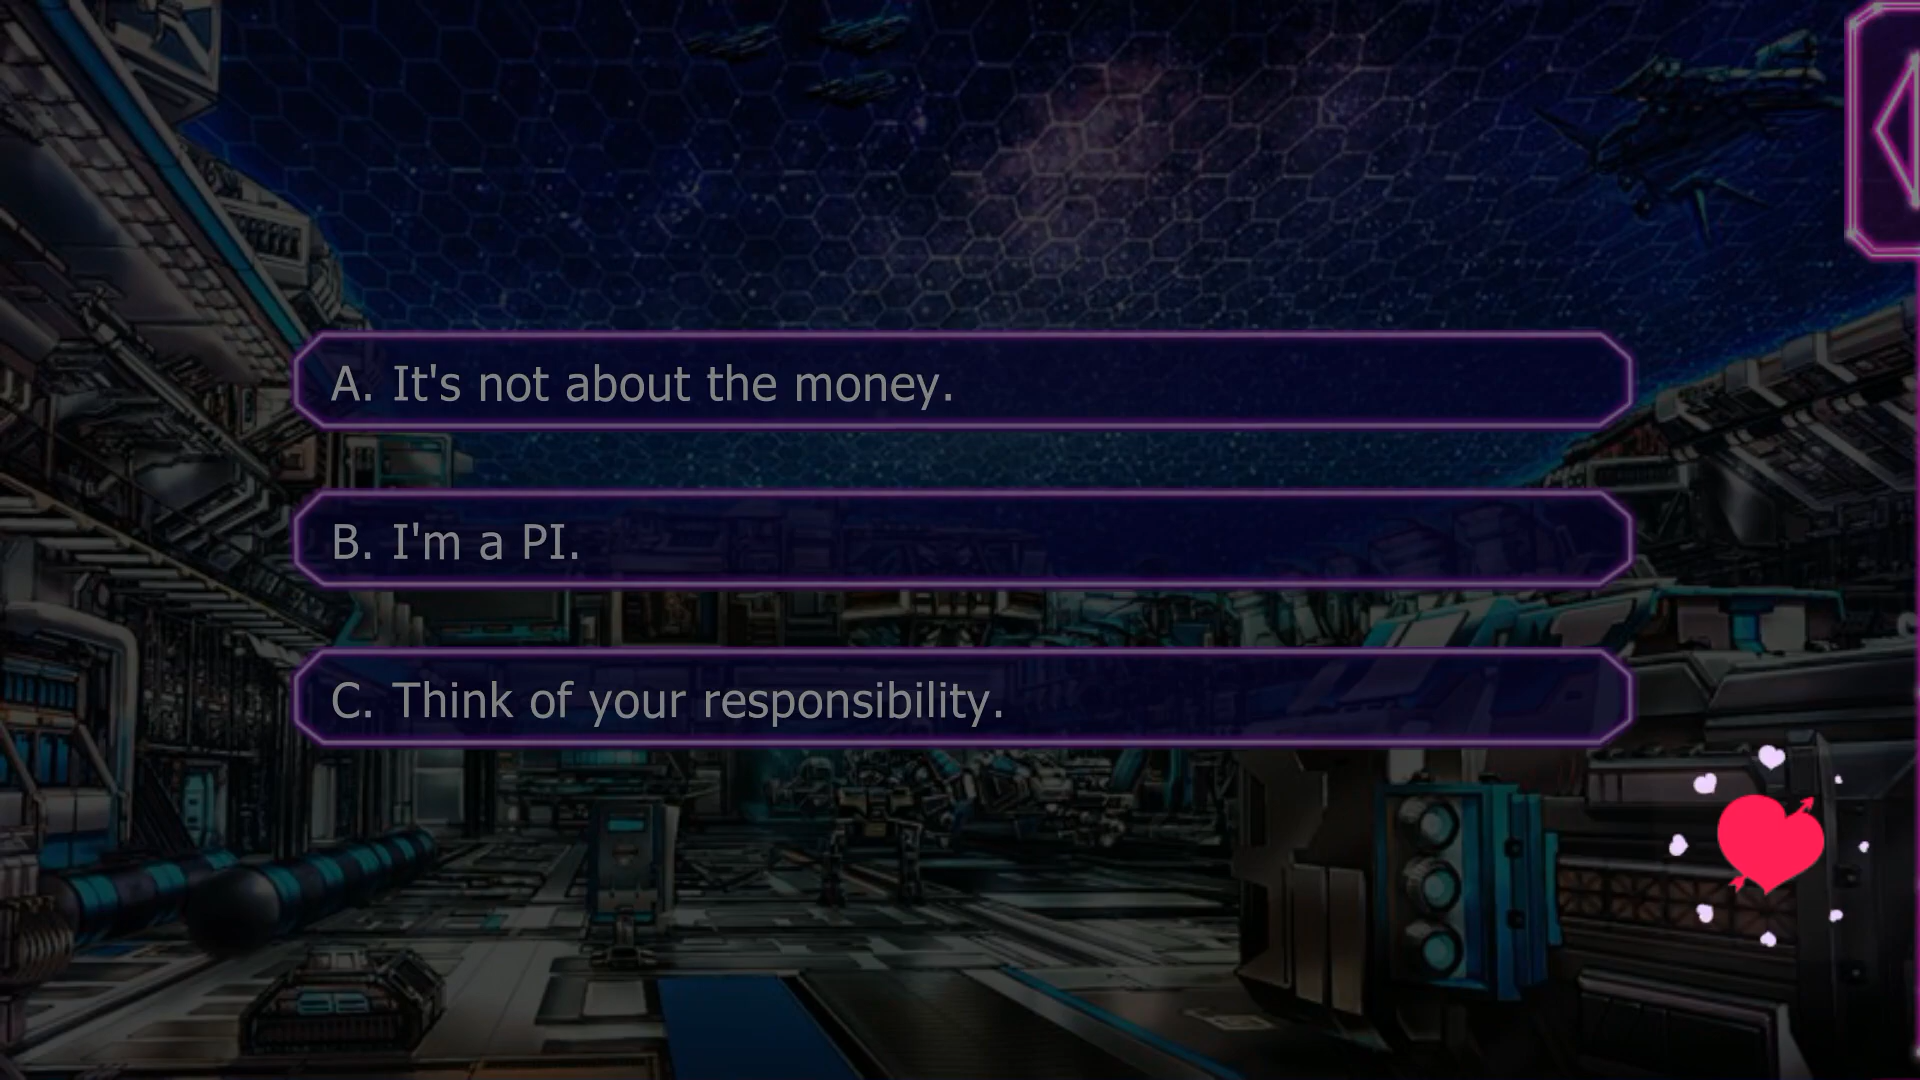 A. It's not about the money.
B. I'm a PI.
C. Think of your responsibility.